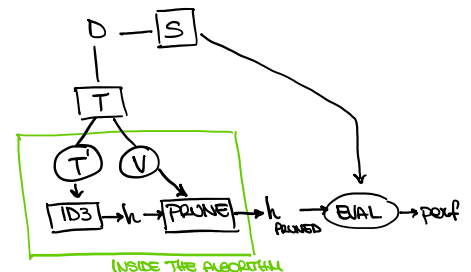 D S
T
T' V
ID3 h PRUNE h PRUNED EVAL perf
INSIDE THE ALGORITHM